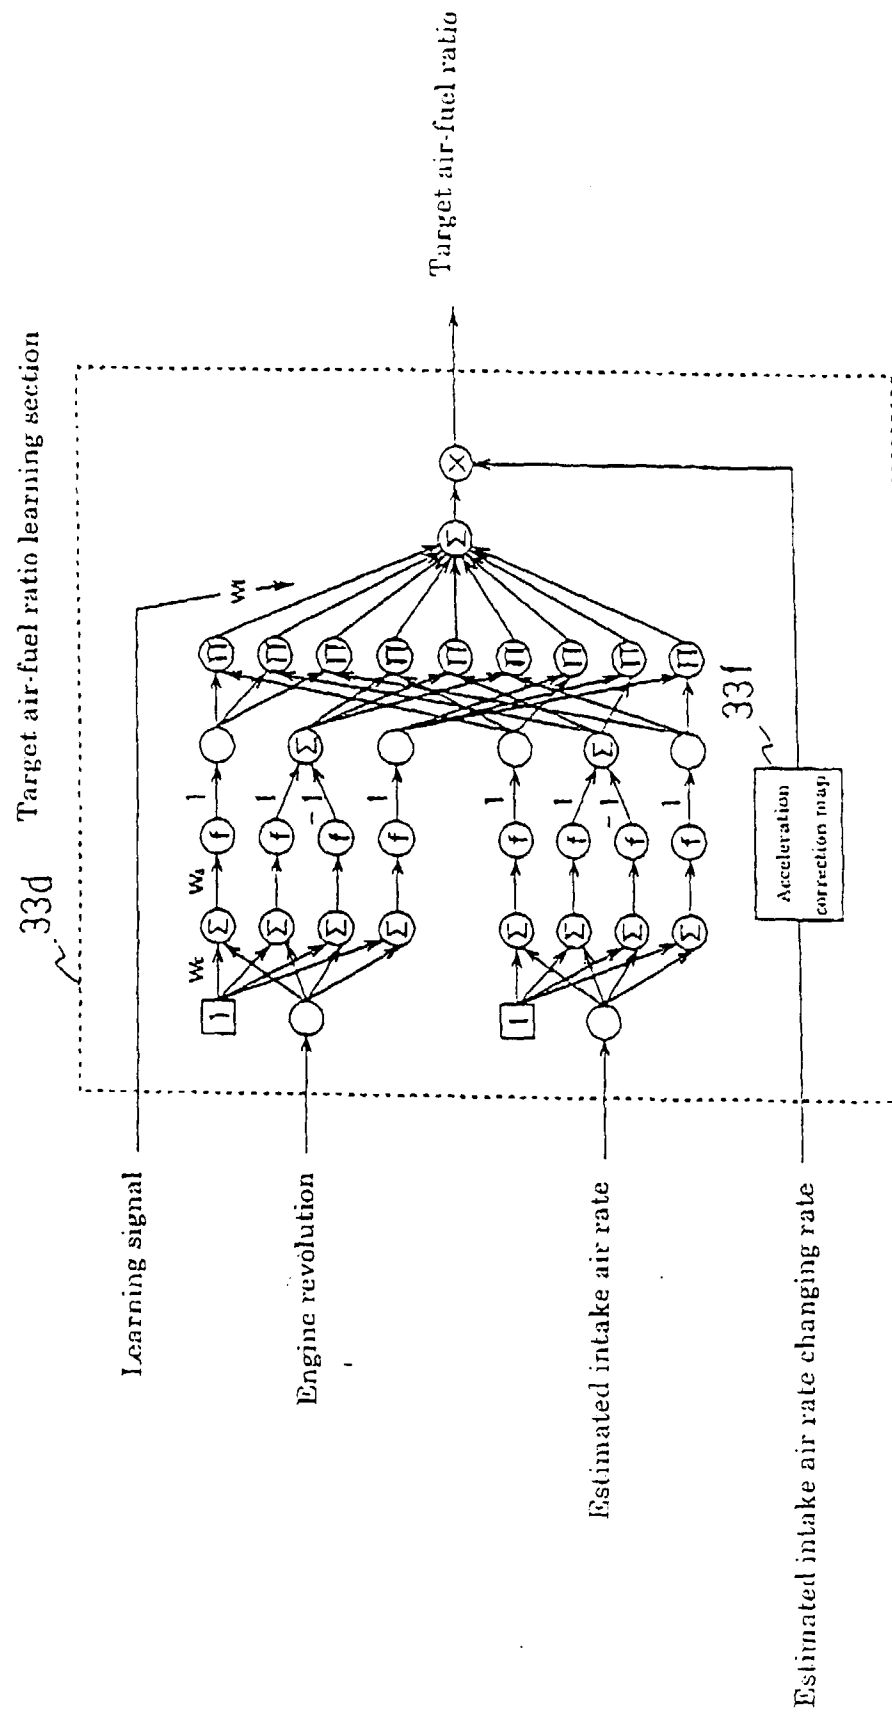 33d
Target air-fuel ratio learning section
Learning signal
Engine revolution
Estimated intake air rate
Estimated intake air rate changing rate
Target air-fuel ratio
Wc
Wg
Wf
1
Σ
f
1
Π
Σ
f
1
Σ
Π
Σ
f
-1
Π
Σ
f
1
Π
Π
Σ
×
1
Σ
f
1
Π
Σ
f
1
Σ
Π
Σ
f
-1
Π
Σ
f
1
Π
33f
Acceleration
correction map